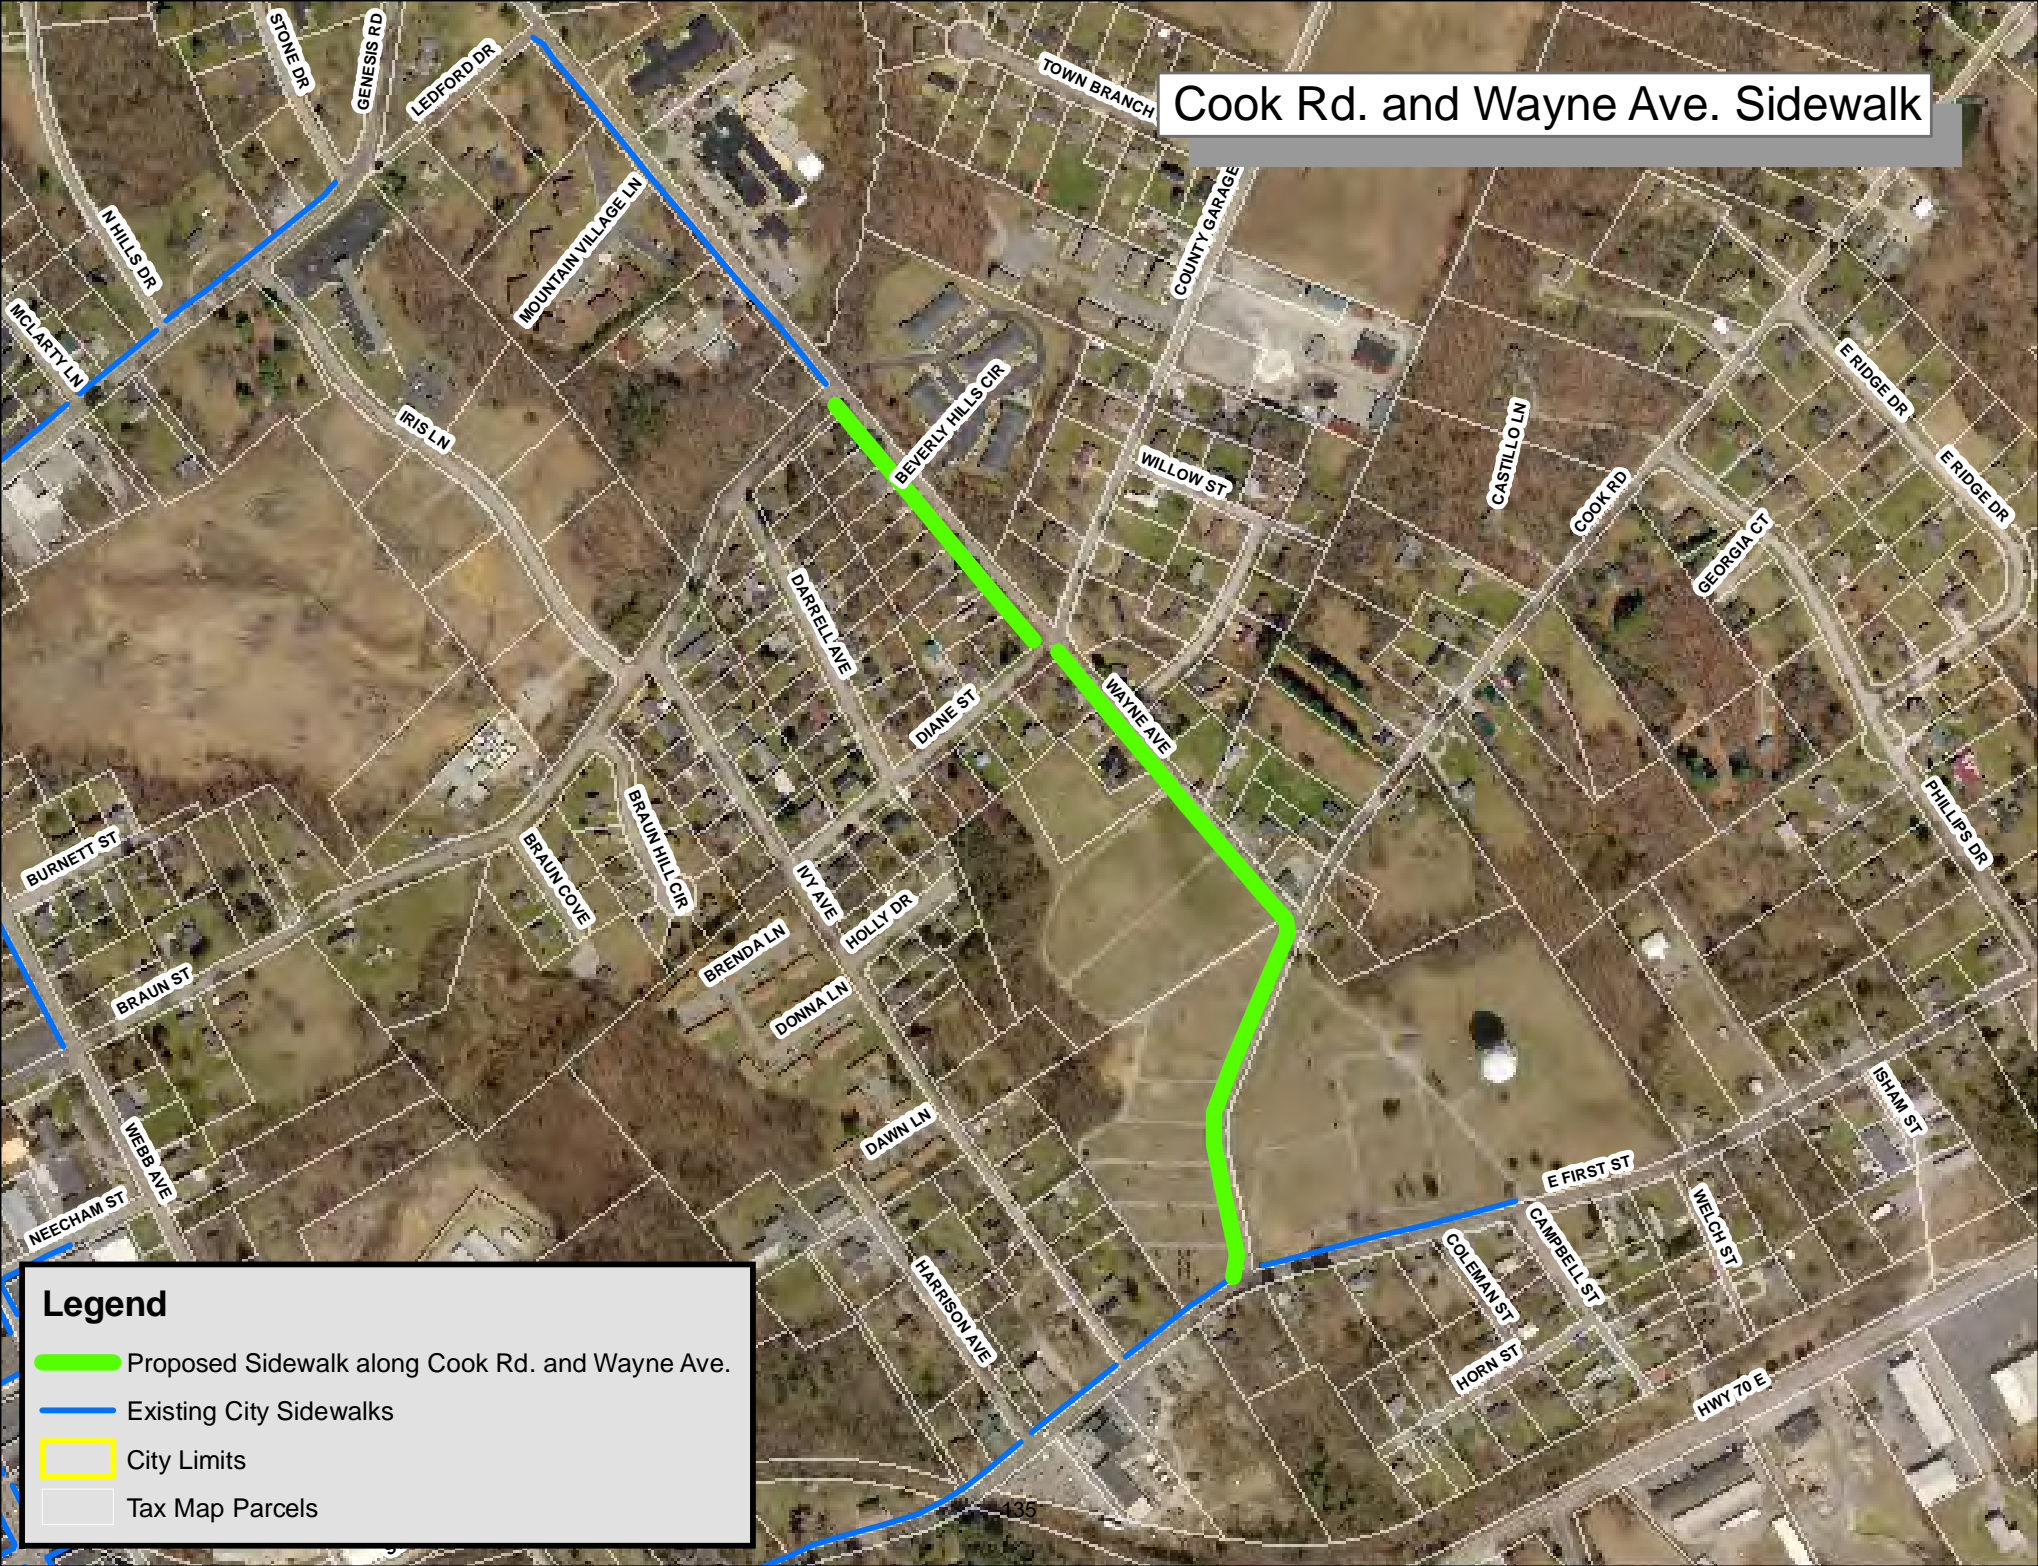 STONE DR
GENESIS RD
LEDFORD DR
TOWN BRANCH
Cook Rd. and Wayne Ave. Sidewalk
N HILLS DR
MOUNTAIN VILLAGE LN
COUNTY GARAGE
MCLARTY LN
IRIS LN
BEVERLY HILLS CIR
WILLOW ST
CASTILLO LN
COOK RD
E RIDGE DR
E RIDGE DR
GEORGIA CT
DARRELL AVE
DIANE ST
WAYNE AVE
PHILLIPS DR
BURNETT ST
BRAUN COVE
BRAUN HILL CIR
IVY AVE
HOLLY DR
BRENDA LN
BRAUN ST
DONNA LN
DAWN LN
ISHAM ST
WEBB AVE
NEECHAM ST
E FIRST ST
WELCH ST
CAMPBELL ST
COLEMAN ST
HARRISON AVE
HORN ST
HWY 70 E
Legend
Proposed Sidewalk along Cook Rd. and Wayne Ave.
Existing City Sidewalks
City Limits
Tax Map Parcels
135